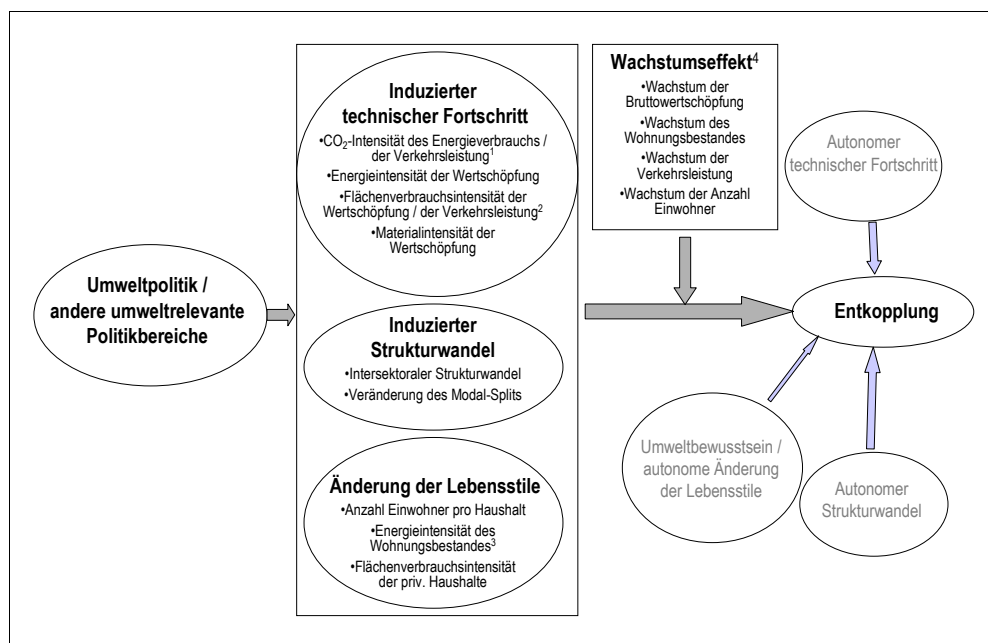 Umweltpolitik /
andere umweltrelevante
Politikbereiche
Induzierter
technischer Fortschritt
•CO₂-Intensität des Energieverbrauchs /
der Verkehrsleistung¹
•Energieintensität der Wertschöpfung
•Flächenverbrauchsintensität der
Wertschöpfung / der Verkehrsleistung²
•Materialintensität der
Wertschöpfung
Induzierter
Strukturwandel
•Intersektoraler Strukturwandel
•Veränderung des Modal-Splits
Änderung der Lebensstile
•Anzahl Einwohner pro Haushalt
•Energieintensität des
Wohnungsbestandes³
•Flächenverbrauchsintensität
der priv. Haushalte
Wachstumseffekt⁴
•Wachstum der
Bruttowertschöpfung
•Wachstum des
Wohnungsbestandes
•Wachstum der
Verkehrsleistung
•Wachstum der Anzahl
Einwohner
Autonomer
technischer Fortschritt
Entkopplung
Umweltbewusstsein /
autonome Änderung
der Lebensstile
Autonomer
Strukturwandel